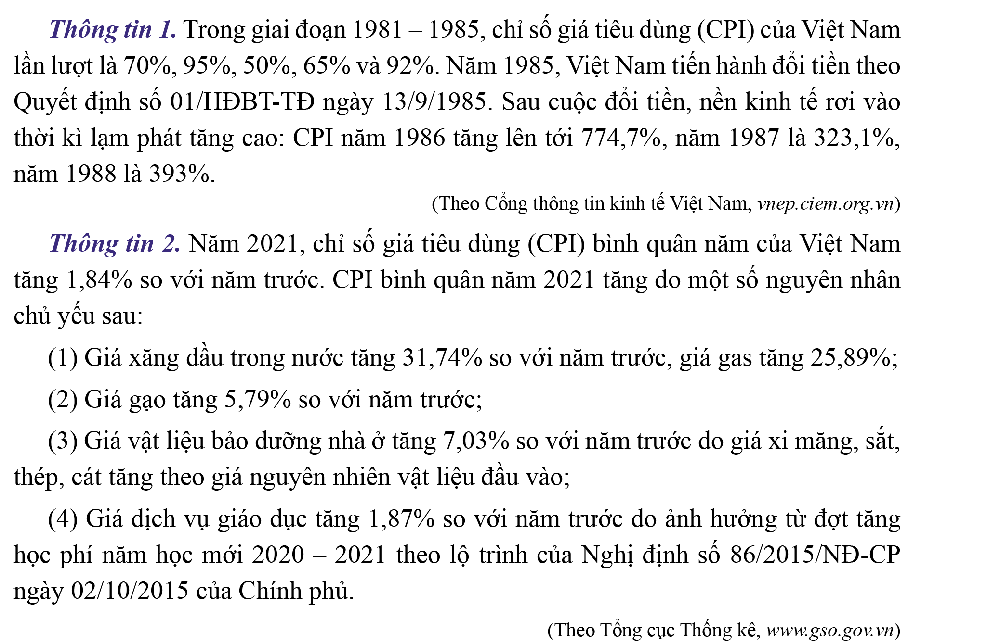 Thông tin 1. Trong giai đoạn 1981 – 1985, chỉ số giá tiêu dùng (CPI) của Việt Nam
lần lượt là 70%, 95%, 50%, 65% và 92%. Năm 1985, Việt Nam tiến hành đổi tiền theo
Quyết định số 01/HĐBT-TĐ ngày 13/9/1985. Sau cuộc đổi tiền, nền kinh tế rơi vào
thời kì lạm phát tăng cao: CPI năm 1986 tăng lên tới 774,7%, năm 1987 là 323,1%,
năm 1988 là 393%.
(Theo Cổng thông tin kinh tế Việt Nam, vnep.ciem.org.vn)
Thông tin 2. Năm 2021, chỉ số giá tiêu dùng (CPI) bình quân năm của Việt Nam
tăng 1,84% so với năm trước. CPI bình quân năm 2021 tăng do một số nguyên nhân
chủ yếu sau:
(1) Giá xăng dầu trong nước tăng 31,74% so với năm trước, giá gas tăng 25,89%;
(2) Giá gạo tăng 5,79% so với năm trước;
(3) Giá vật liệu bảo dưỡng nhà ở tăng 7,03% so với năm trước do giá xi măng, sắt,
thép, cát tăng theo giá nguyên nhiên vật liệu đầu vào;
(4) Giá dịch vụ giáo dục tăng 1,87% so với năm trước do ảnh hưởng từ đợt tăng
học phí năm học mới 2020 – 2021 theo lộ trình của Nghị định số 86/2015/NĐ-CP
ngày 02/10/2015 của Chính phủ.
(Theo Tổng cục Thống kê, www.gso.gov.vn)